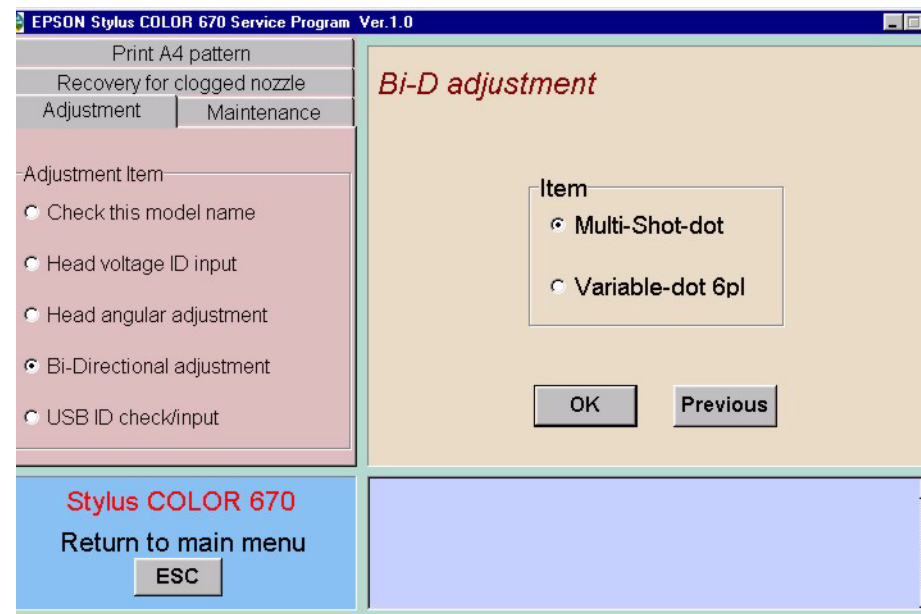 EPSON Stylus COLOR 670 Service Program Ver.1.0
Print A4 pattern
Recovery for clogged nozzle
Adjustment Maintenance
Adjustment Item
Check this model name
Head voltage ID input
Head angular adjustment
Bi-Directional adjustment
USB ID check/input
Bi-D adjustment
Item
Multi-Shot-dot
Variable-dot 6pl
OK Previous
Stylus COLOR 670
Return to main menu
ESC